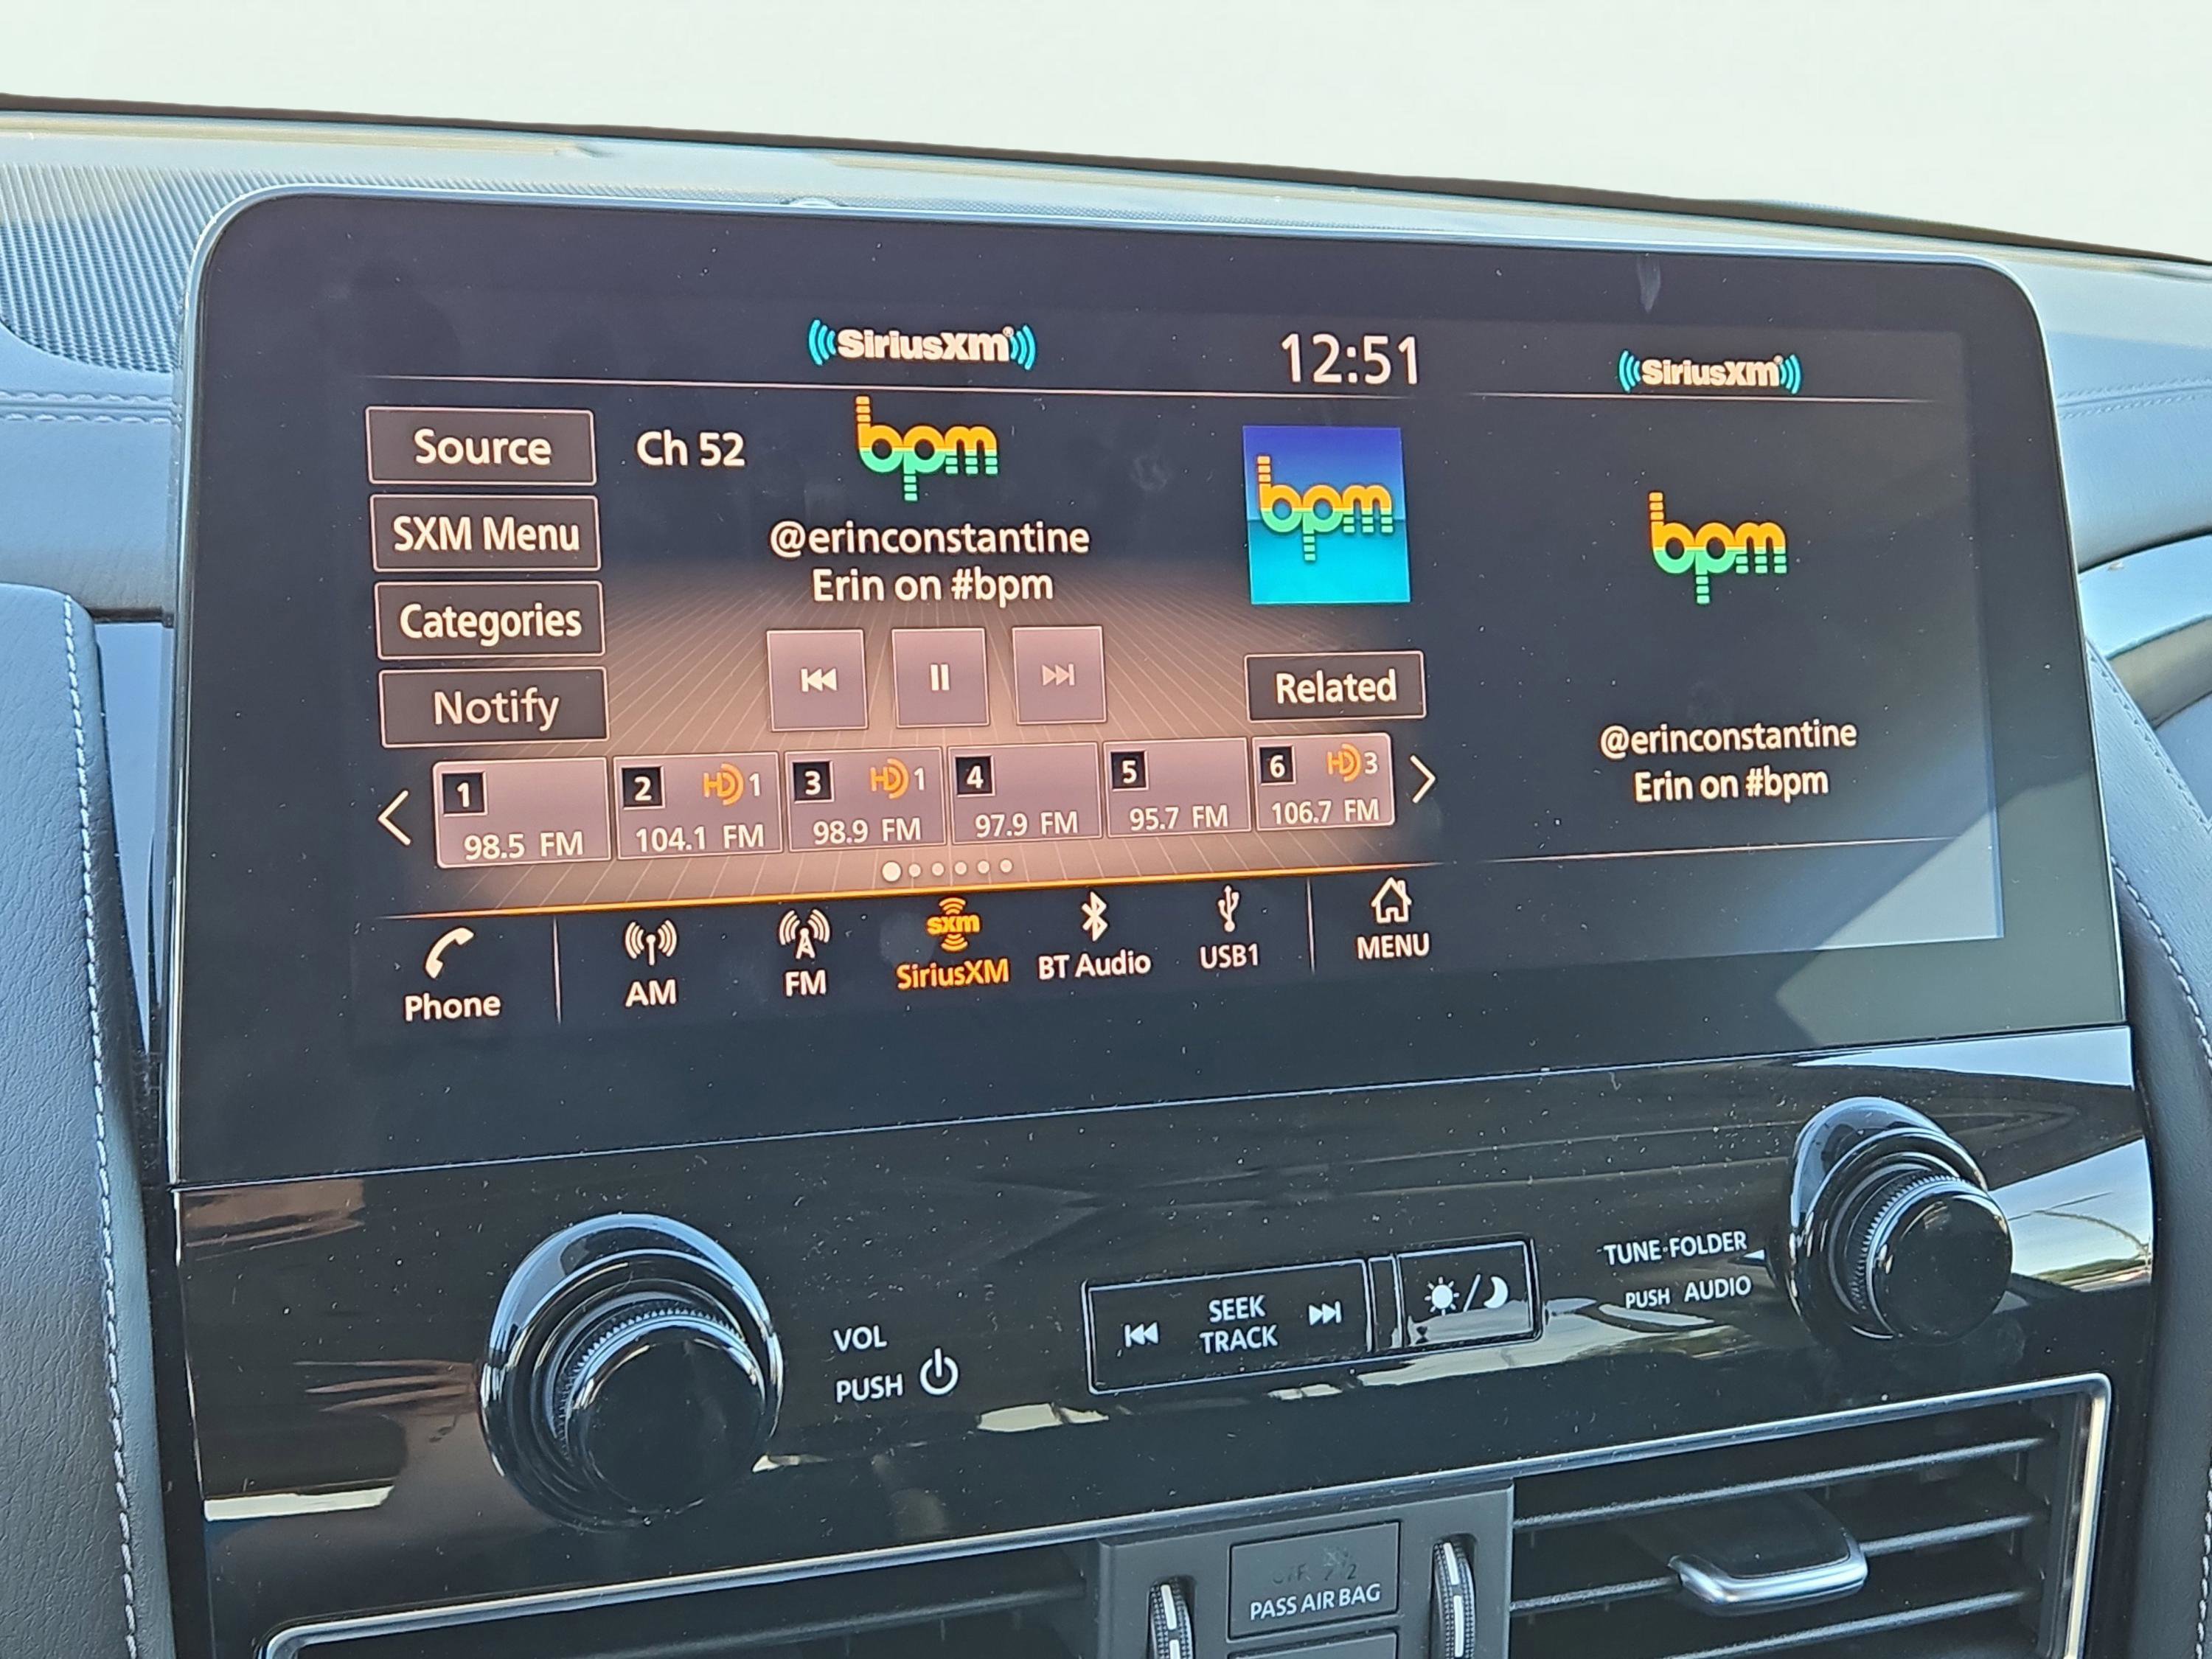 SiriusXM
12:51
SiriusXM
Source
Ch 52
bpm
bpm
bpm
SXM Menu
@erinconstantine
Erin on #bpm
Categories
Notify
Related
@erinconstantine
Erin on #bpm
1
98.5 FM
2 HD 1
104.1 FM
3 HD 1
98.9 FM
4
97.9 FM
5
95.7 FM
6 HD 3
106.7 FM
Phone
AM
FM
sxm
SiriusXM
BT Audio
USB1
MENU
VOL
PUSH
SEEK
TRACK
TUNE·FOLDER
PUSH AUDIO
PASS AIR BAG